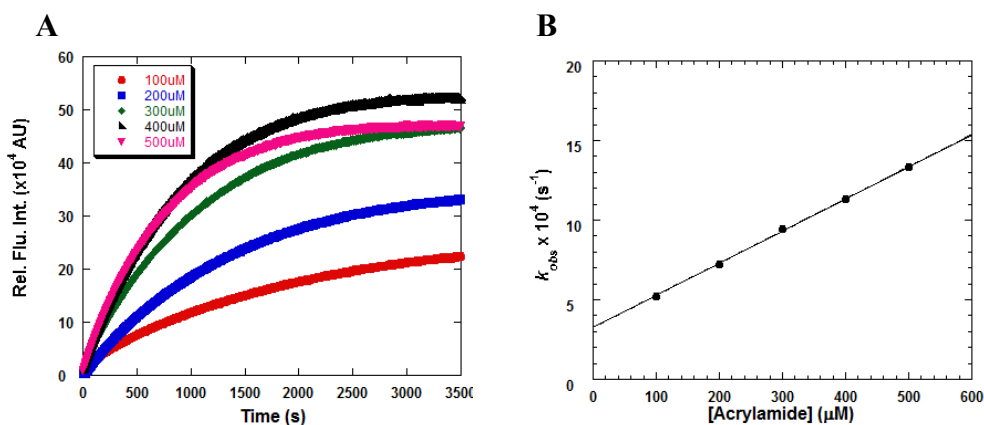 A
Rel. Flu. Int. (x10⁴ AU)
60
50
40
30
20
10
0
100uM
200uM
300uM
400uM
500uM
0 500 1000 1500 2000 2500 3000 3500
Time (s)
B
k_obs x 10⁴ (s⁻¹)
20
15
10
5
0
0 100 200 300 400 500 600
[Acrylamide] (μM)